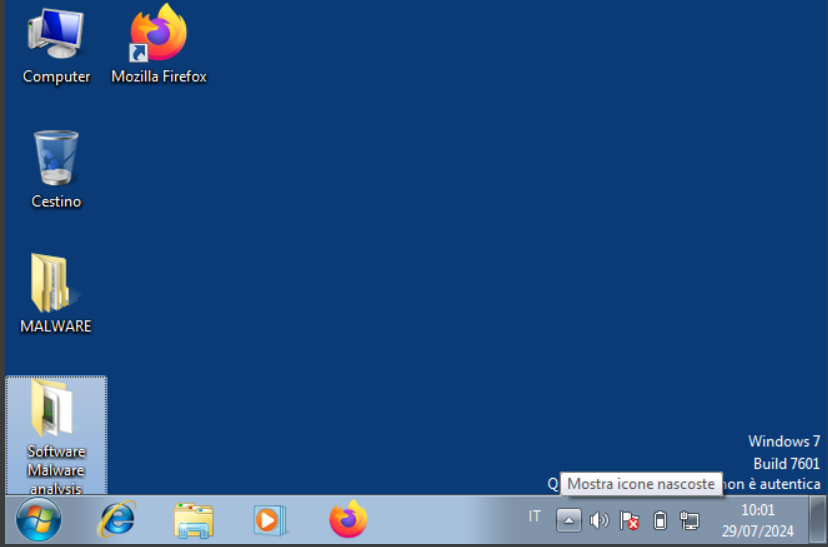 Computer
Mozilla Firefox
Cestino
MALWARE
Software
Malware
analysis
Windows 7
Build 7601
Q
Mostra icone nascoste
non è autentica
IT
10:01
29/07/2024